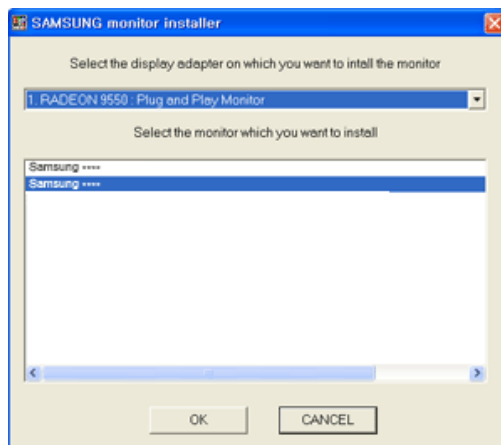 SAMSUNG monitor installer
Select the display adapter on which you want to intall the monitor
1. RADEON 9550 : Plug and Play Monitor
Select the monitor which you want to install
Samsung ****
Samsung ****
OK
CANCEL